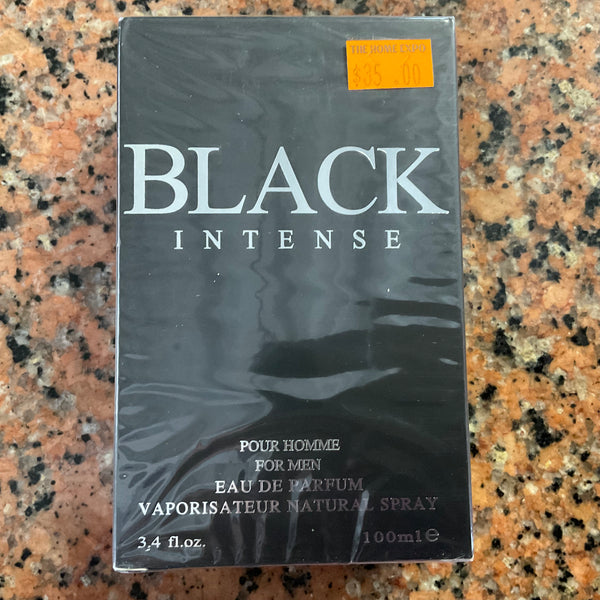 THE HOME EXPO
$35.00
BLACK
INTENSE
POUR HOMME
FOR MEN
EAU DE PARFUM
VAPORISATEUR NATURAL SPRAY
3,4 fl.oz. 100ml e